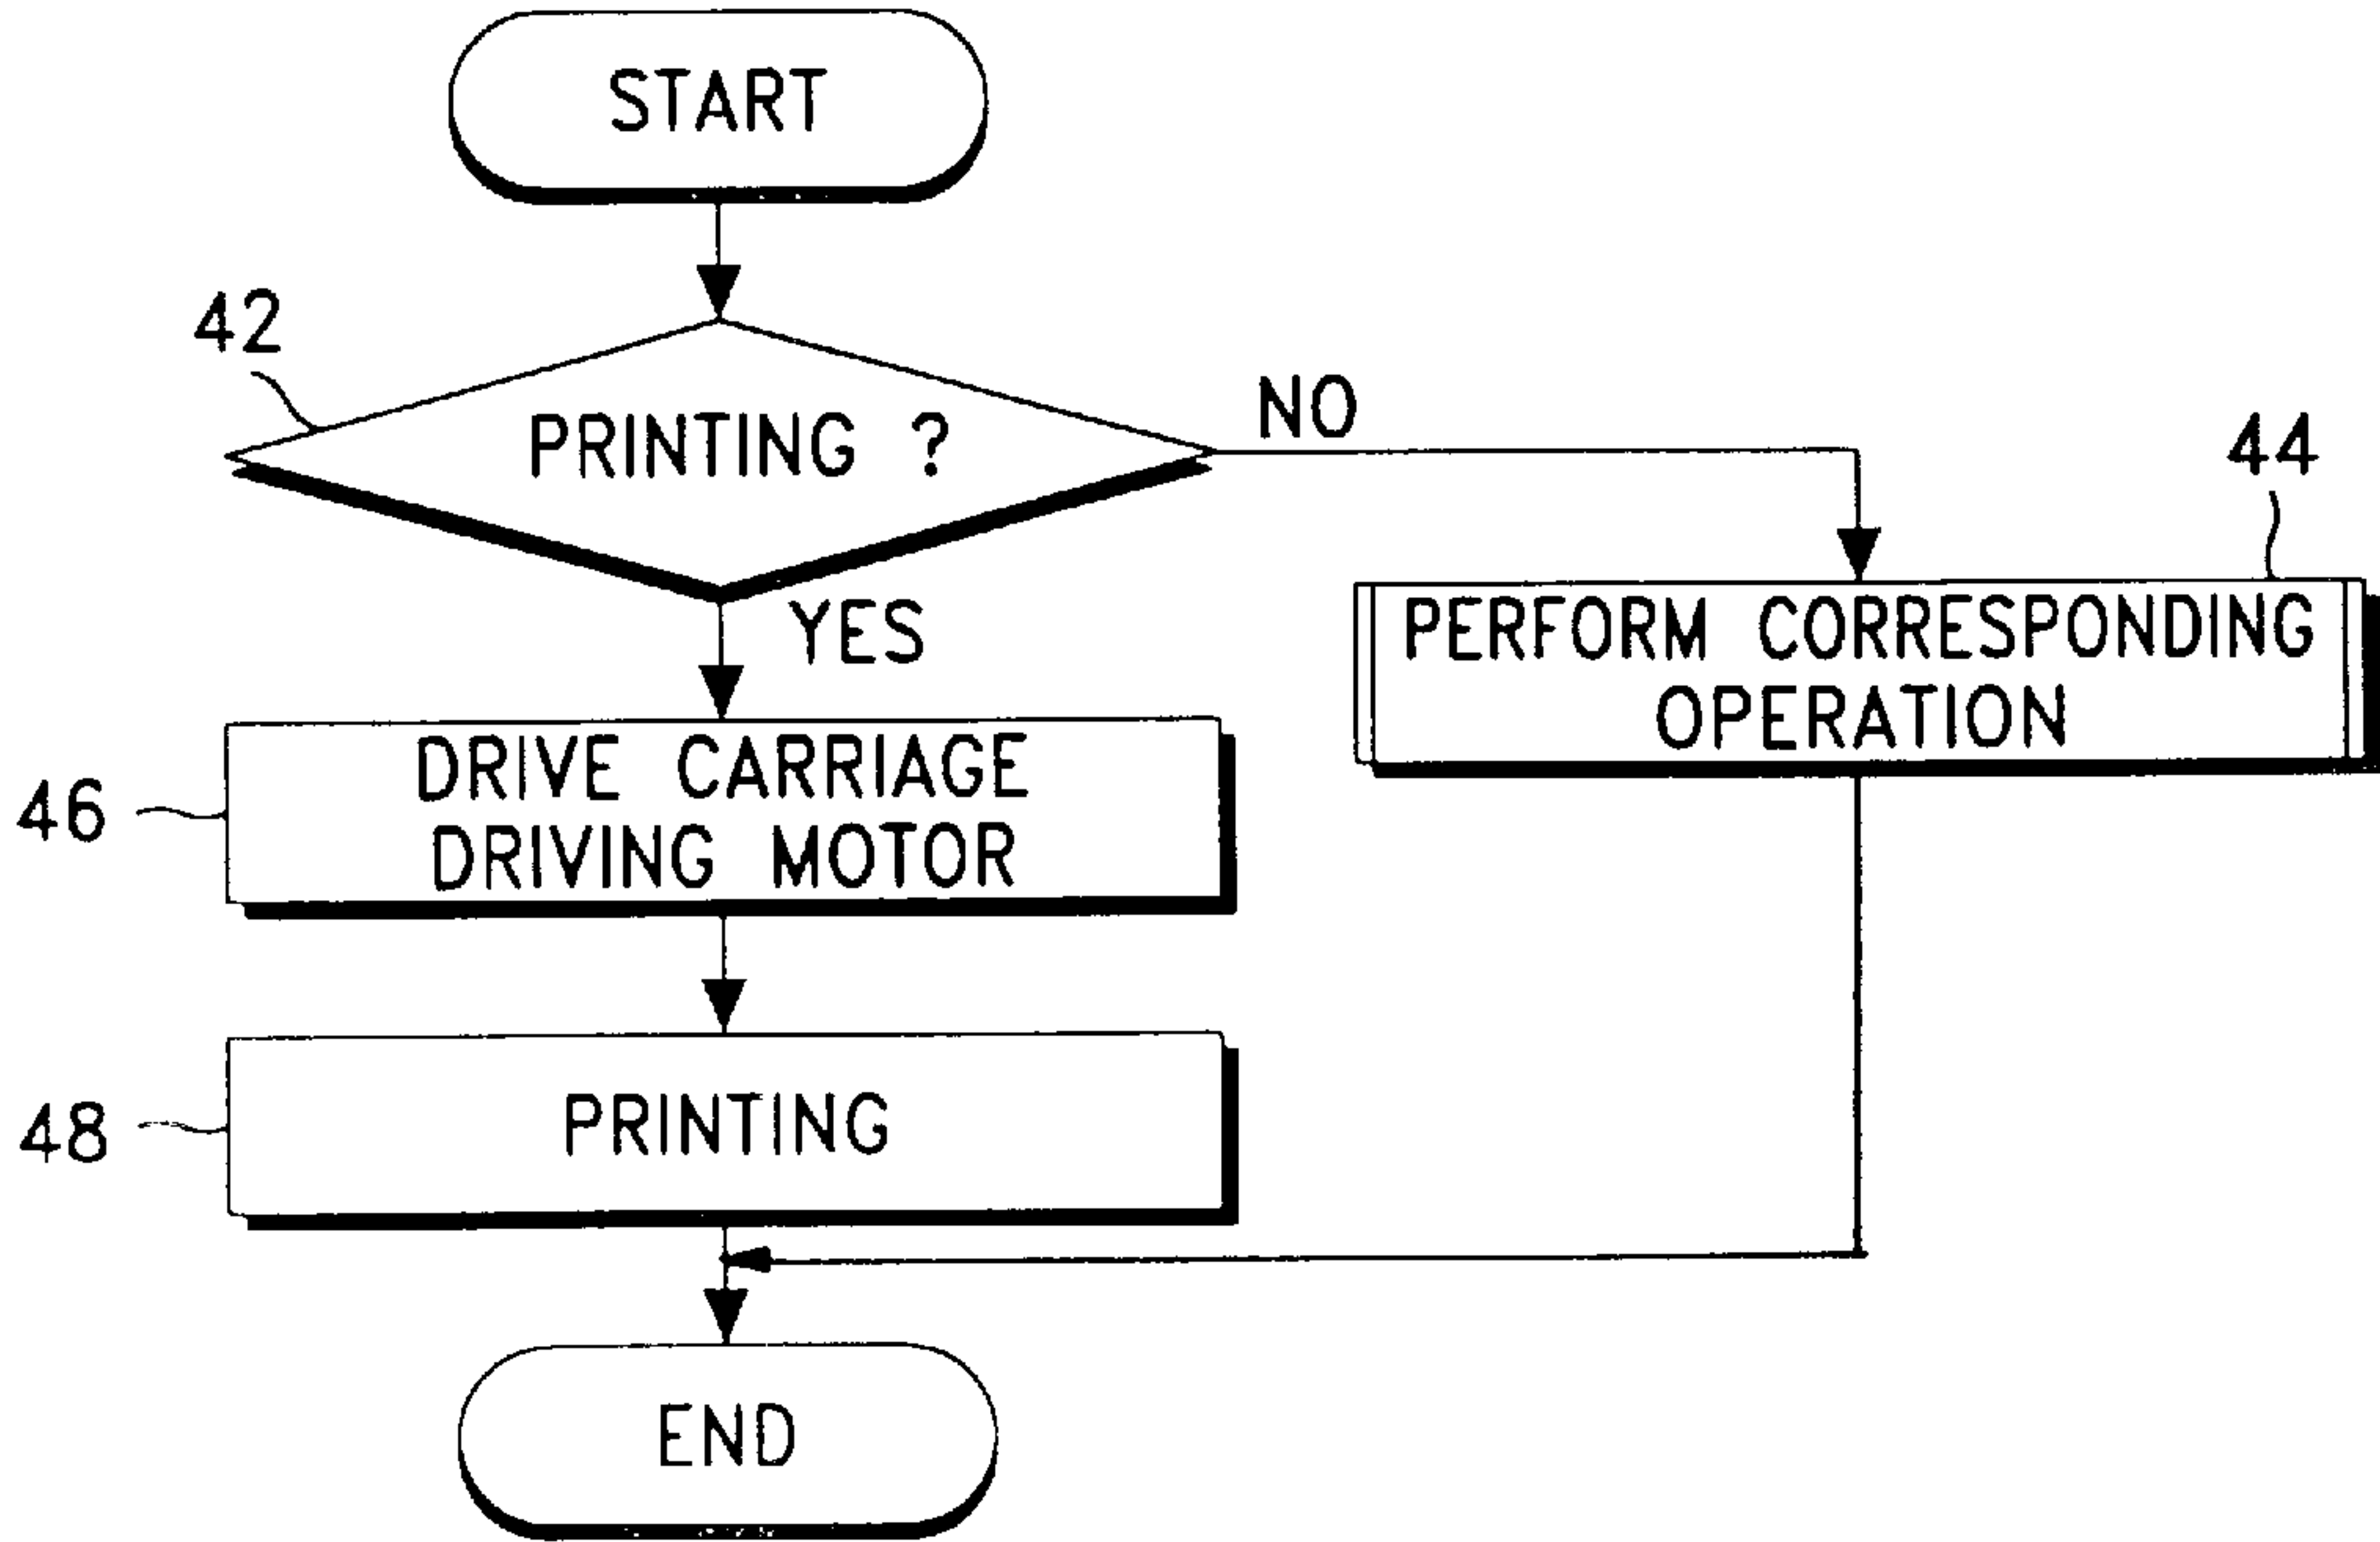 START
42
PRINTING ?
NO
44
YES
PERFORM CORRESPONDING
OPERATION
46
DRIVE CARRIAGE
DRIVING MOTOR
48
PRINTING
END